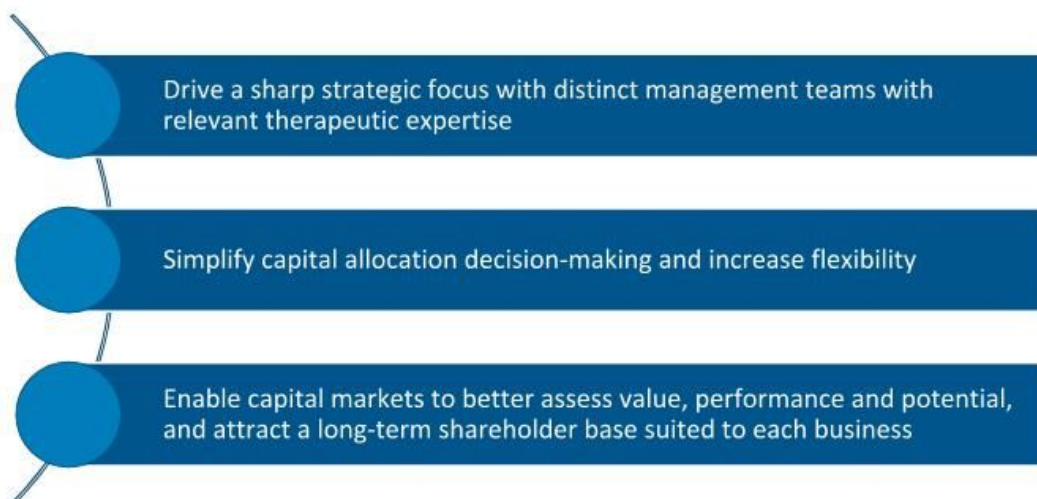 Drive a sharp strategic focus with distinct management teams with
relevant therapeutic expertise
Simplify capital allocation decision-making and increase flexibility
Enable capital markets to better assess value, performance and potential,
and attract a long-term shareholder base suited to each business